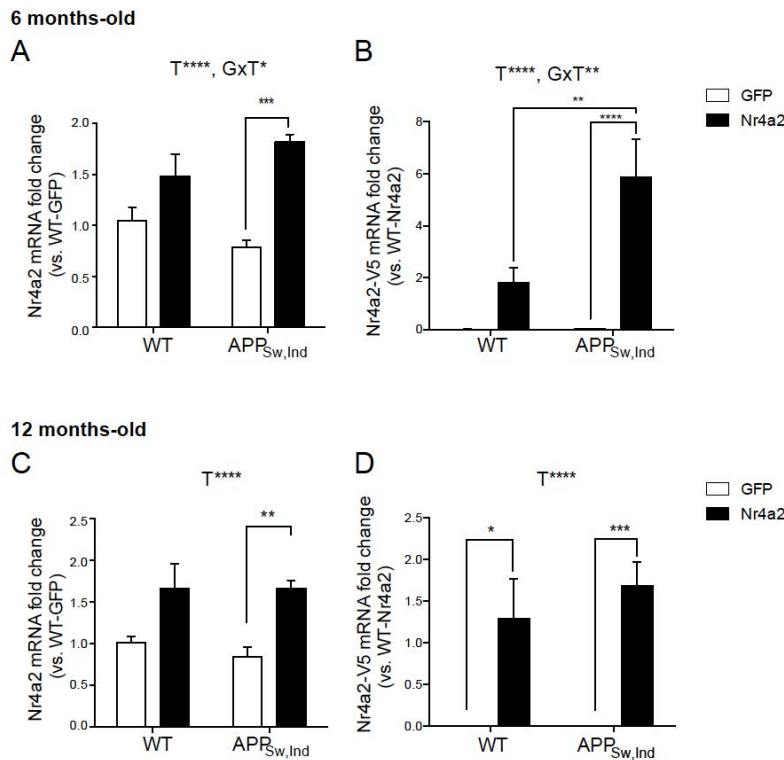 6 months-old
A
T****, GxT*
Nr4a2 mRNA fold change
(vs. WT-GFP)
2.0
1.5
1.0
0.5
0.0
***
WT
APPSw,Ind
B
T****, GxT**
Nr4a2-V5 mRNA fold change
(vs. WT-Nr4a2)
8
6
4
2
0
**
****
WT
APPSw,Ind
GFP
Nr4a2
12 months-old
C
T****
Nr4a2 mRNA fold change
(vs. WT-GFP)
2.5
2.0
1.5
1.0
0.5
0.0
**
WT
APPSw,Ind
D
T****
Nr4a2-V5 mRNA fold change
(vs. WT-Nr4a2)
2.5
2.0
1.5
1.0
0.5
0.0
*
***
WT
APPSw,Ind
GFP
Nr4a2